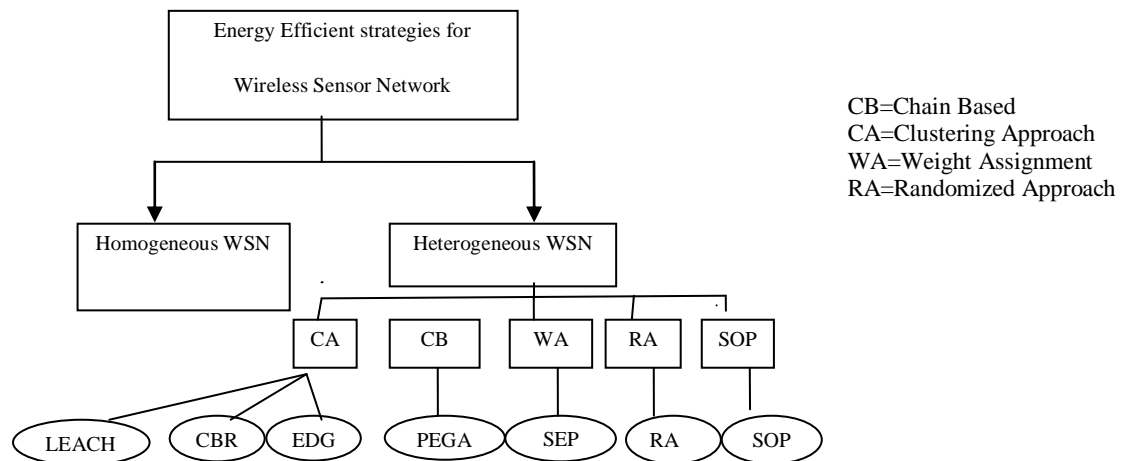 Energy Efficient strategies for
Wireless Sensor Network
CB=Chain Based
CA=Clustering Approach
WA=Weight Assignment
RA=Randomized Approach
Homogeneous WSN
Heterogeneous WSN
CA
CB
WA
RA
SOP
LEACH
CBR
EDG
PEGA
SEP
RA
SOP